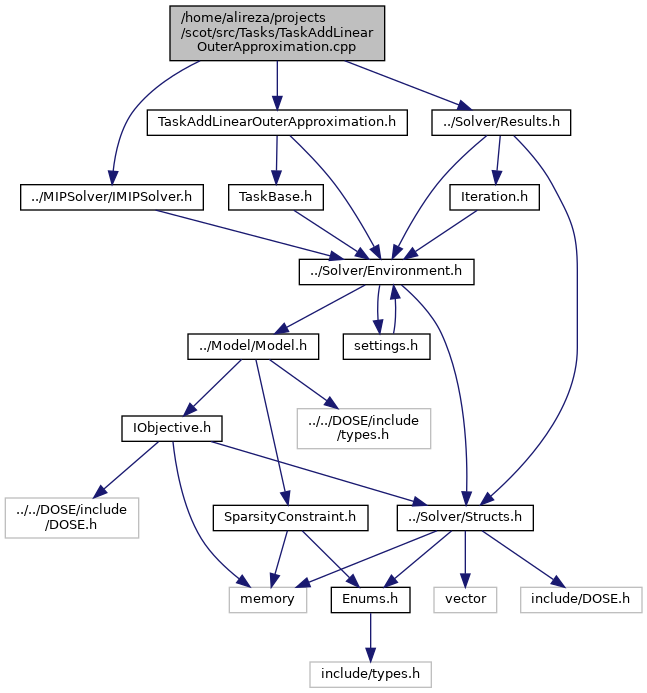 /home/alireza/projects
/scot/src/Tasks/TaskAddLinear
OuterApproximation.cpp
TaskAddLinearOuterApproximation.h
../Solver/Results.h
../MIPSolver/IMIPSolver.h
TaskBase.h
Iteration.h
../Solver/Environment.h
../Model/Model.h
settings.h
IObjective.h
../../DOSE/include
/types.h
../../DOSE/include
/DOSE.h
SparsityConstraint.h
../Solver/Structs.h
memory
Enums.h
vector
include/DOSE.h
include/types.h